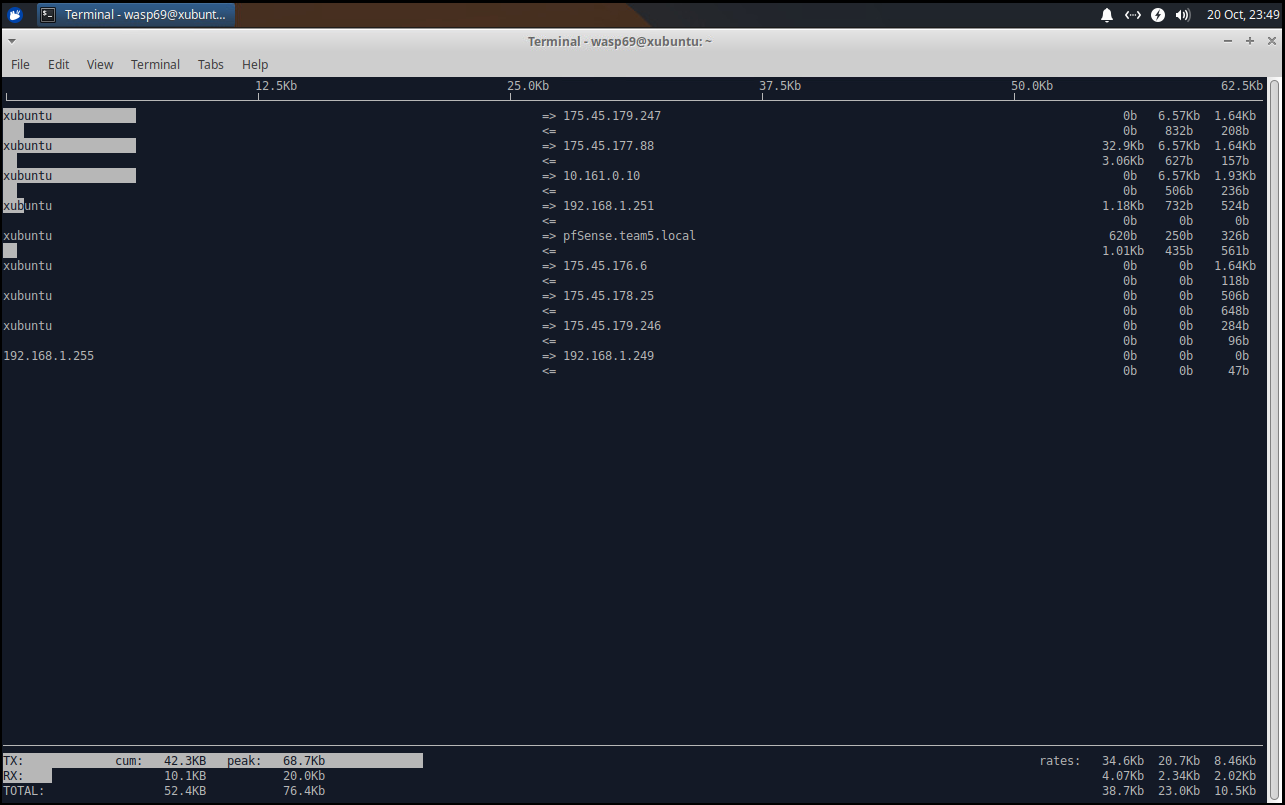 Terminal - wasp69@xubunt... 20 Oct, 23:49
Terminal - wasp69@xubuntu: ~
File Edit View Terminal Tabs Help
12.5Kb 25.0Kb 37.5Kb 50.0Kb 62.5Kb
xubuntu => 175.45.179.247 0b 6.57Kb 1.64Kb
<= 0b 832b 208b
xubuntu => 175.45.177.88 32.9Kb 6.57Kb 1.64Kb
<= 3.06Kb 627b 157b
xubuntu => 10.161.0.10 0b 6.57Kb 1.93Kb
<= 0b 506b 236b
xubuntu => 192.168.1.251 1.18Kb 732b 524b
<= 0b 0b 0b
xubuntu => pfSense.team5.local 620b 250b 326b
<= 1.01Kb 435b 561b
xubuntu => 175.45.176.6 0b 0b 1.64Kb
<= 0b 0b 118b
xubuntu => 175.45.178.25 0b 0b 506b
<= 0b 0b 648b
xubuntu => 175.45.179.246 0b 0b 284b
<= 0b 0b 96b
192.168.1.255 => 192.168.1.249 0b 0b 0b
<= 0b 0b 47b
TX: cum: 42.3KB peak: 68.7Kb rates: 34.6Kb 20.7Kb 8.46Kb
RX: 10.1KB 20.0Kb 4.07Kb 2.34Kb 2.02Kb
TOTAL: 52.4KB 76.4Kb 38.7Kb 23.0Kb 10.5Kb